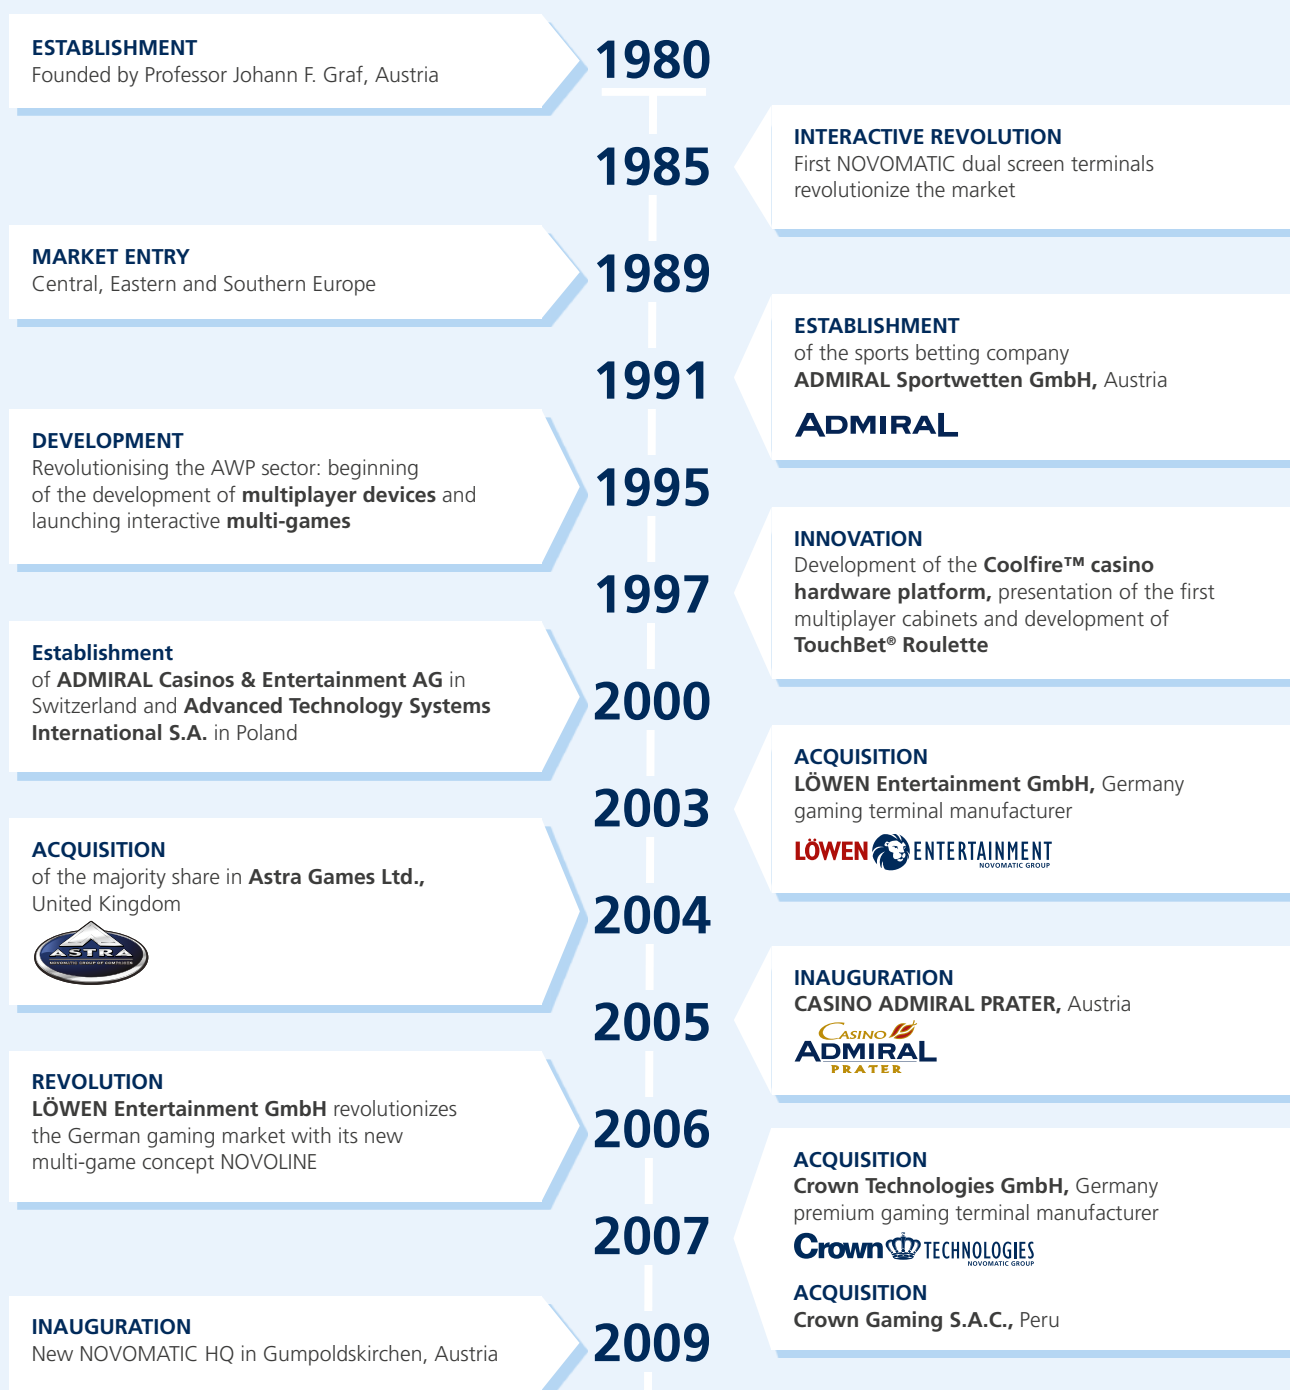 ESTABLISHMENT
Founded by Professor Johann F. Graf, Austria
1980
1985
INTERACTIVE REVOLUTION
First NOVOMATIC dual screen terminals
revolutionize the market
MARKET ENTRY
Central, Eastern and Southern Europe
1989
1991
ESTABLISHMENT
of the sports betting company
ADMIRAL Sportwetten GmbH, Austria
ADMIRAL
DEVELOPMENT
Revolutionising the AWP sector: beginning
of the development of multiplayer devices and
launching interactive multi-games
1995
1997
INNOVATION
Development of the Coolfire™ casino
hardware platform, presentation of the first
multiplayer cabinets and development of
TouchBet® Roulette
Establishment
of ADMIRAL Casinos & Entertainment AG in
Switzerland and Advanced Technology Systems
International S.A. in Poland
2000
2003
ACQUISITION
LÖWEN Entertainment GmbH, Germany
gaming terminal manufacturer
LÖWEN ENTERTAINMENT
NOVOMATIC GROUP
ACQUISITION
of the majority share in Astra Games Ltd.,
United Kingdom
ASTRA
NOVOMATIC GROUP OF COMPANIES
2004
2005
INAUGURATION
CASINO ADMIRAL PRATER, Austria
CASINO
ADMIRAL
PRATER
REVOLUTION
LÖWEN Entertainment GmbH revolutionizes
the German gaming market with its new
multi-game concept NOVOLINE
2006
2007
ACQUISITION
Crown Technologies GmbH, Germany
premium gaming terminal manufacturer
Crown TECHNOLOGIES
NOVOMATIC GROUP
ACQUISITION
Crown Gaming S.A.C., Peru
INAUGURATION
New NOVOMATIC HQ in Gumpoldskirchen, Austria
2009